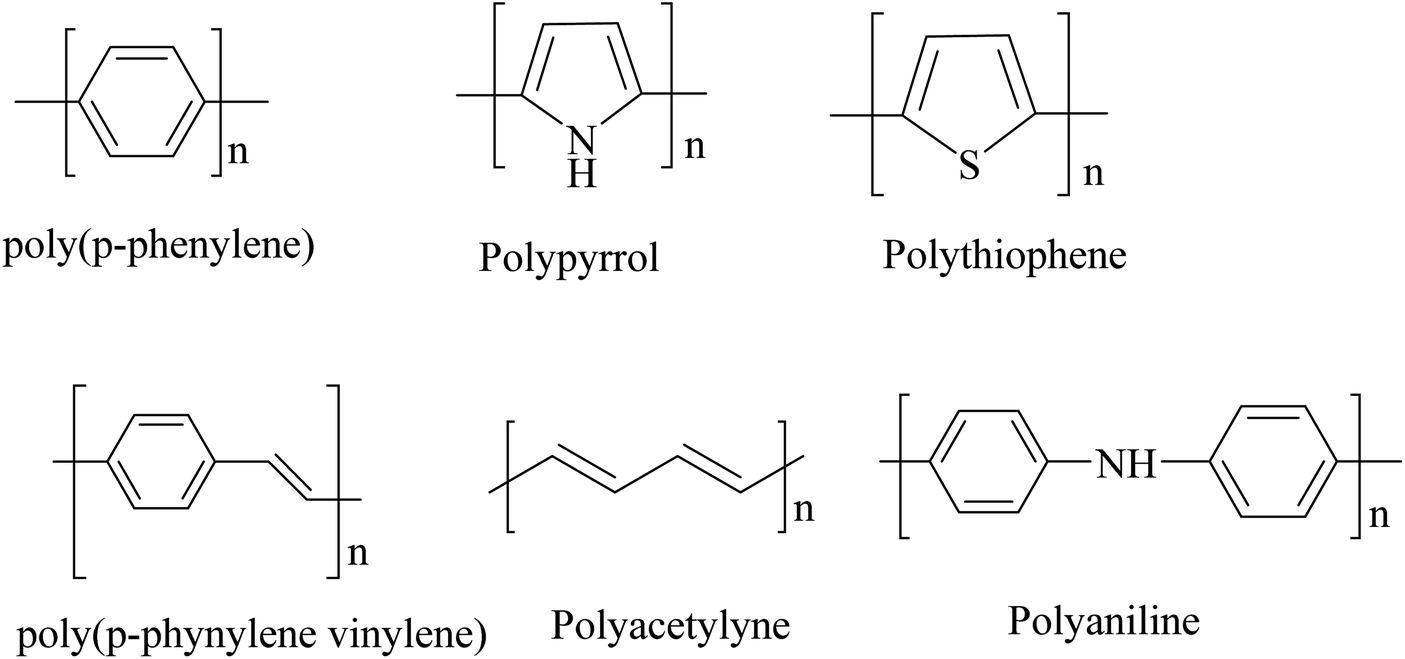 n
N
H
n
S
n
poly(p-phenylene)
Polypyrrol
Polythiophene
n
n
NH
n
poly(p-phynylene vinylene)
Polyacetylyne
Polyaniline